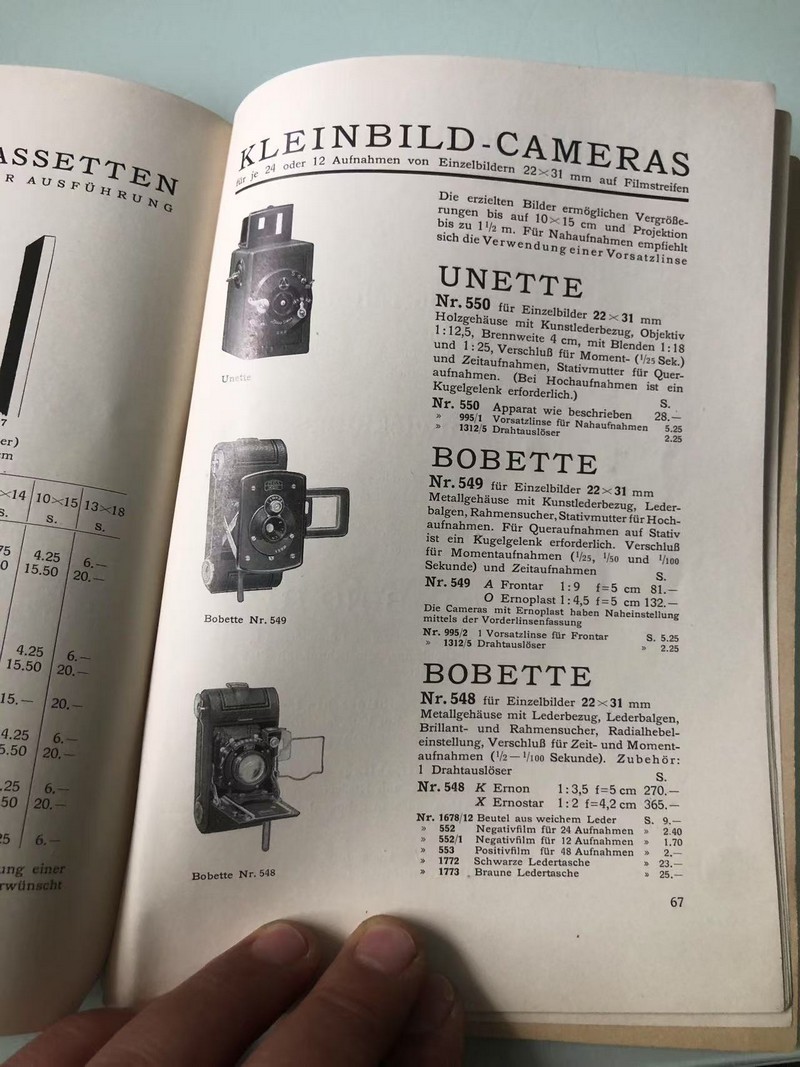 ASSETTEN
R AUSFÜHRUNG
7
er)
m
×14 | 10×15 | 13×18
S. | S. | S.
75 | 4.25 | 6.—
0 | 15.50 | 20.—
4.25 | 6.—
15.50 | 20.—
15.— | 20.—
4.25 | 6.—
5.50 | 20.—
.25 | 6.—
50 | 20.—
25 | 6.—
ung einer
rwünscht
KLEINBILD-CAMERAS
für je 24 oder 12 Aufnahmen von Einzelbildern 22×31 mm auf Filmstreifen
Die erzielten Bilder ermöglichen Vergröße-
rungen bis auf 10×15 cm und Projektion
bis zu 1½ m. Für Nahaufnahmen empfiehlt
sich die Verwendung einer Vorsatzlinse
Unette
UNETTE
Nr. 550 für Einzelbilder 22×31 mm
Holzgehäuse mit Kunstlederbezug, Objektiv
1:12,5, Brennweite 4 cm, mit Blenden 1:18
und 1:25, Verschluß für Moment- (1/25 Sek.)
und Zeitaufnahmen, Stativmutter für Quer-
aufnahmen. (Bei Hochaufnahmen ist ein
Kugelgelenk erforderlich.)
S.
Nr. 550 Apparat wie beschrieben 28.—
» 995/1 Vorsatzlinse für Nahaufnahmen 5.25
» 1312/5 Drahtauslöser 2.25
Bobette Nr. 549
BOBETTE
Nr. 549 für Einzelbilder 22×31 mm
Metallgehäuse mit Kunstlederbezug, Leder-
balgen, Rahmensucher, Stativmutter für Hoch-
aufnahmen. Für Queraufnahmen auf Stativ
ist ein Kugelgelenk erforderlich. Verschluß
für Momentaufnahmen (1/25, 1/50 und 1/100
Sekunde) und Zeitaufnahmen
S.
Nr. 549 A Frontar 1:9 f=5 cm 81.—
O Ernoplast 1:4,5 f=5 cm 132.—
Die Cameras mit Ernoplast haben Naheinstellung
mittels der Vorderlinsenfassung
Nr. 995/2 1 Vorsatzlinse für Frontar S. 5.25
» 1312/5 Drahtauslöser » 2.25
Bobette Nr. 548
BOBETTE
Nr. 548 für Einzelbilder 22×31 mm
Metallgehäuse mit Lederbezug, Lederbalgen,
Brillant- und Rahmensucher, Radialhebel-
einstellung, Verschluß für Zeit- und Moment-
aufnahmen (1/2—1/100 Sekunde). Zubehör:
1 Drahtauslöser
S.
Nr. 548 K Ernon 1:3,5 f=5 cm 270.—
X Ernostar 1:2 f=4,2 cm 365.—
Nr. 1678/12 Beutel aus weichem Leder S. 9.—
» 552 Negativfilm für 24 Aufnahmen » 2.40
» 552/1 Negativfilm für 12 Aufnahmen » 1.70
» 553 Positivfilm für 48 Aufnahmen » 2.—
» 1772 Schwarze Ledertasche » 23.—
» 1773 Braune Ledertasche » 25.—
67